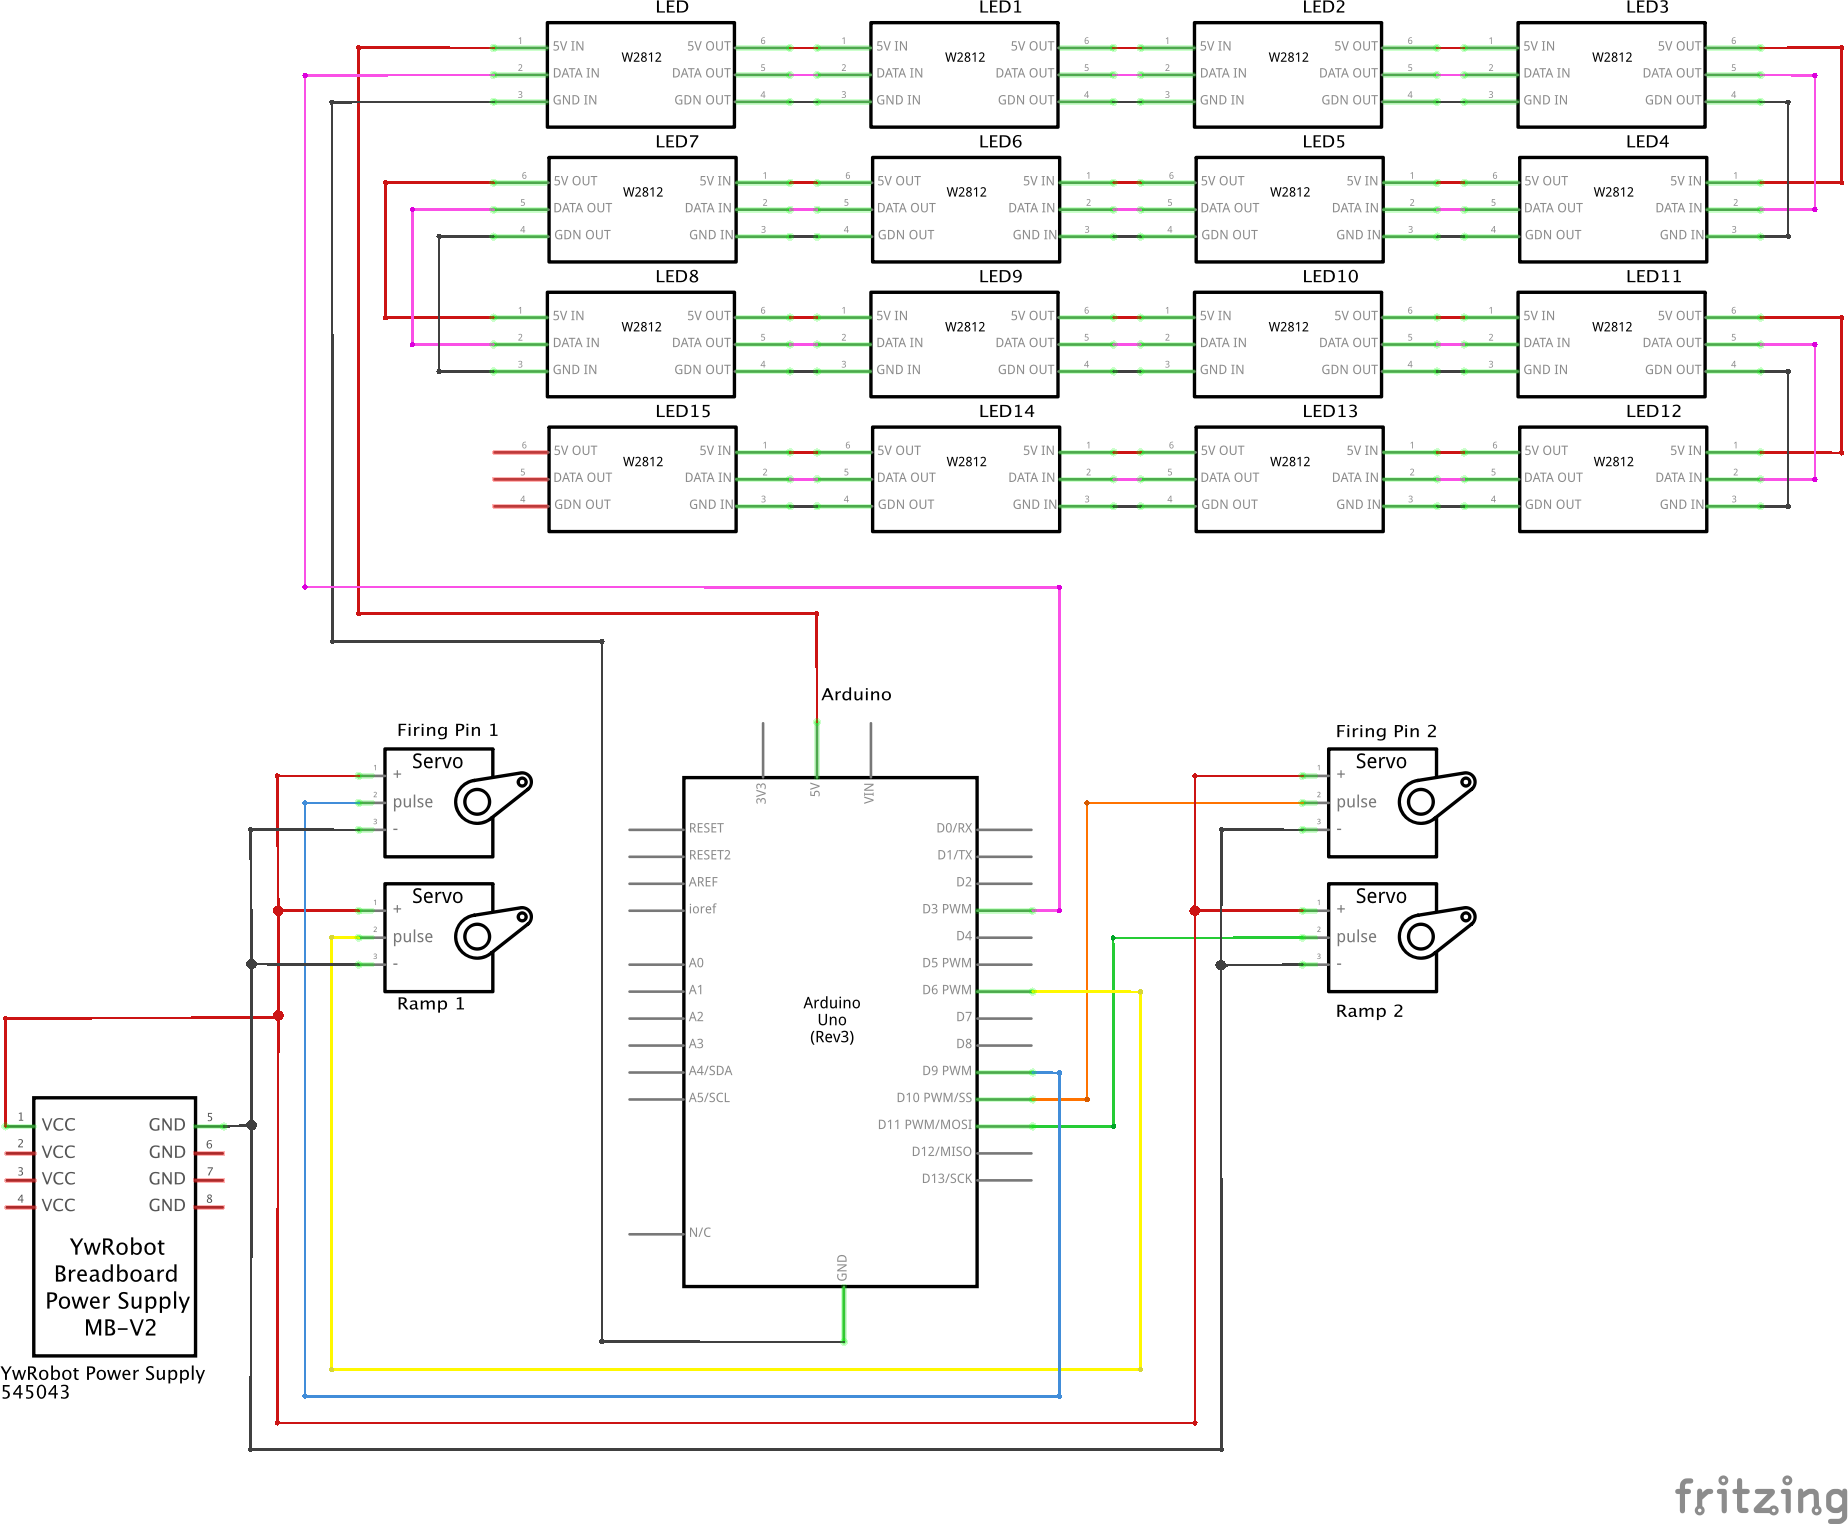 LED LED1 LED2 LED3
1 5V IN 5V OUT 6 1 5V IN 5V OUT 6 1 5V IN 5V OUT 6 1 5V IN 5V OUT 6
W2812 W2812 W2812 W2812
2 DATA IN DATA OUT 5 2 DATA IN DATA OUT 5 2 DATA IN DATA OUT 5 2 DATA IN DATA OUT 5
3 GND IN GDN OUT 4 3 GND IN GDN OUT 4 3 GND IN GDN OUT 4 3 GND IN GDN OUT 4
LED7 LED6 LED5 LED4
6 5V OUT 5V IN 1 6 5V OUT 5V IN 1 6 5V OUT 5V IN 1 6 5V OUT 5V IN 1
W2812 W2812 W2812 W2812
5 DATA OUT DATA IN 2 5 DATA OUT DATA IN 2 5 DATA OUT DATA IN 2 5 DATA OUT DATA IN 2
4 GDN OUT GND IN 3 4 GDN OUT GND IN 3 4 GDN OUT GND IN 3 4 GDN OUT GND IN 3
LED8 LED9 LED10 LED11
1 5V IN 5V OUT 6 1 5V IN 5V OUT 6 1 5V IN 5V OUT 6 1 5V IN 5V OUT 6
W2812 W2812 W2812 W2812
2 DATA IN DATA OUT 5 2 DATA IN DATA OUT 5 2 DATA IN DATA OUT 5 2 DATA IN DATA OUT 5
3 GND IN GDN OUT 4 3 GND IN GDN OUT 4 3 GND IN GDN OUT 4 3 GND IN GDN OUT 4
LED15 LED14 LED13 LED12
6 5V OUT 5V IN 1 6 5V OUT 5V IN 1 6 5V OUT 5V IN 1 6 5V OUT 5V IN 1
W2812 W2812 W2812 W2812
5 DATA OUT DATA IN 2 5 DATA OUT DATA IN 2 5 DATA OUT DATA IN 2 5 DATA OUT DATA IN 2
4 GDN OUT GND IN 3 4 GDN OUT GND IN 3 4 GDN OUT GND IN 3 4 GDN OUT GND IN 3
Firing Pin 1
Servo
1 +
2 pulse
3 -
Servo
1 +
2 pulse
3 -
Ramp 1
Arduino
3V3 5V VIN
RESET D0/RX
RESET2 D1/TX
AREF D2
ioref D3 PWM
D4
A0 D5 PWM
A1 D6 PWM
A2 D7
A3 D8
A4/SDA D9 PWM
A5/SCL D10 PWM/SS
D11 PWM/MOSI
D12/MISO
D13/SCK
N/C
GND
Arduino
Uno
(Rev3)
Firing Pin 2
Servo
1 +
2 pulse
3 -
Servo
1 +
2 pulse
3 -
Ramp 2
1 VCC GND 5
2 VCC GND 6
3 VCC GND 7
4 VCC GND 8
YwRobot
Breadboard
Power Supply
MB-V2
YwRobot Power Supply
545043
fritzing